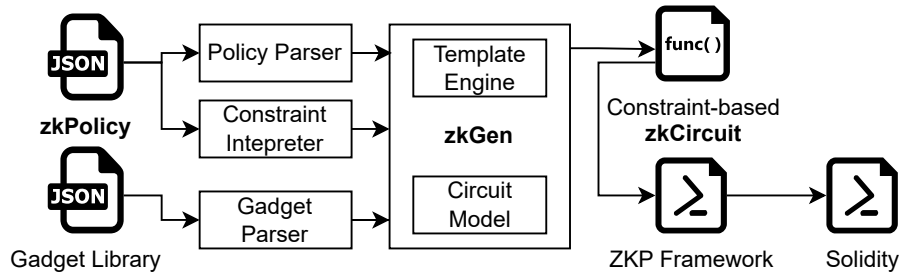 JSON
zkPolicy
JSON
Gadget Library
Policy Parser
Constraint
Intepreter
Gadget
Parser
Template
Engine
zkGen
Circuit
Model
func( )
Constraint-based
zkCircuit
ZKP Framework
Solidity